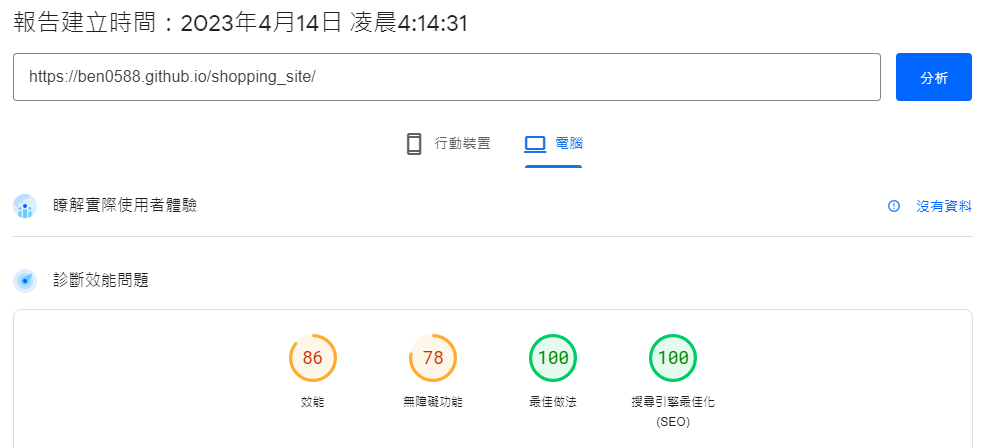 報告建立時間：2023年4月14日 凌晨4:14:31
https://ben0588.github.io/shopping_site/
分析
行動裝置
電腦
瞭解實際使用者體驗
沒有資料
診斷效能問題
86
78
100
100
效能
無障礙功能
最佳做法
搜尋引擎最佳化
(SEO)